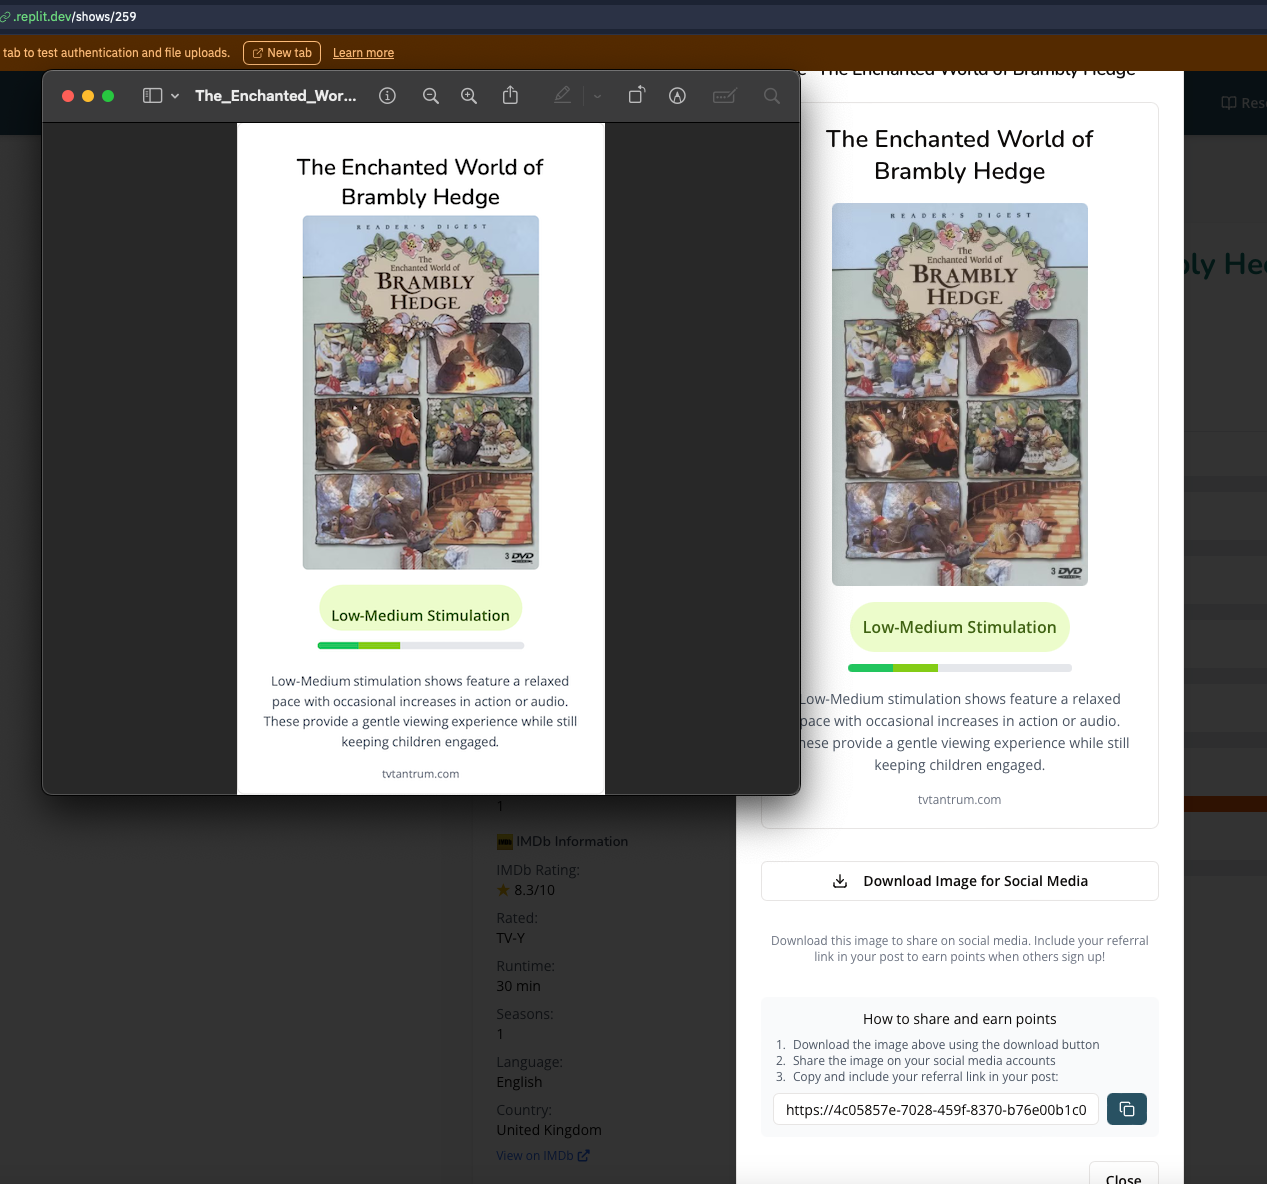 .replit.dev/shows/259
tab to test authentication and file uploads. New tab Learn more
The_Enchanted_Wor...
The Enchanted World of
Brambly Hedge
READER'S DIGEST
The
Enchanted World of
BRAMBLY
HEDGE
3 DVD
Low-Medium Stimulation
Low-Medium stimulation shows feature a relaxed
pace with occasional increases in action or audio.
These provide a gentle viewing experience while still
keeping children engaged.
tvtantrum.com
The Enchanted World of Brambly Hedge
The Enchanted World of
Brambly Hedge
READER'S DIGEST
The
Enchanted World of
BRAMBLY
HEDGE
3 DVD
Low-Medium Stimulation
Low-Medium stimulation shows feature a relaxed
pace with occasional increases in action or audio.
hese provide a gentle viewing experience while still
keeping children engaged.
tvtantrum.com
Download Image for Social Media
Download this image to share on social media. Include your referral
link in your post to earn points when others sign up!
How to share and earn points
1. Download the image above using the download button
2. Share the image on your social media accounts
3. Copy and include your referral link in your post:
https://4c05857e-7028-459f-8370-b76e00b1c0
Close
1
IMDb Information
IMDb Rating:
8.3/10
Rated:
TV-Y
Runtime:
30 min
Seasons:
1
Language:
English
Country:
United Kingdom
View on IMDb